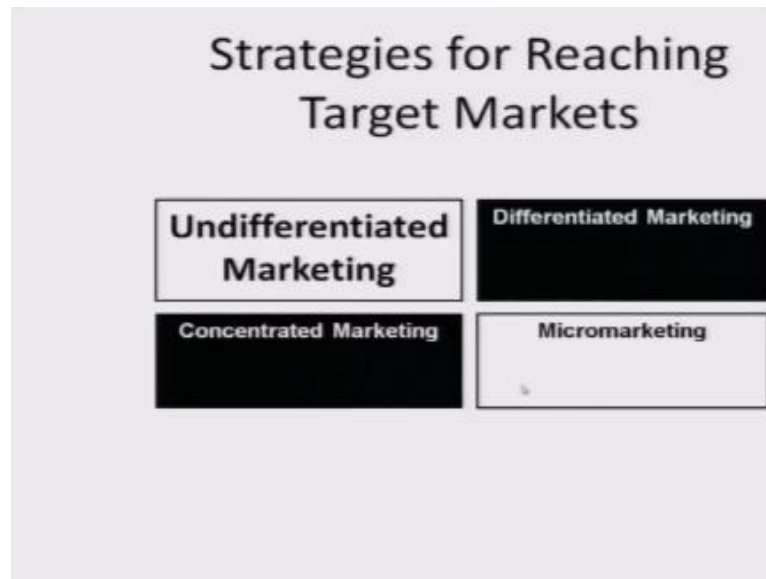 Strategies for Reaching
Target Markets
Undifferentiated
Marketing
Differentiated Marketing
Concentrated Marketing
Micromarketing